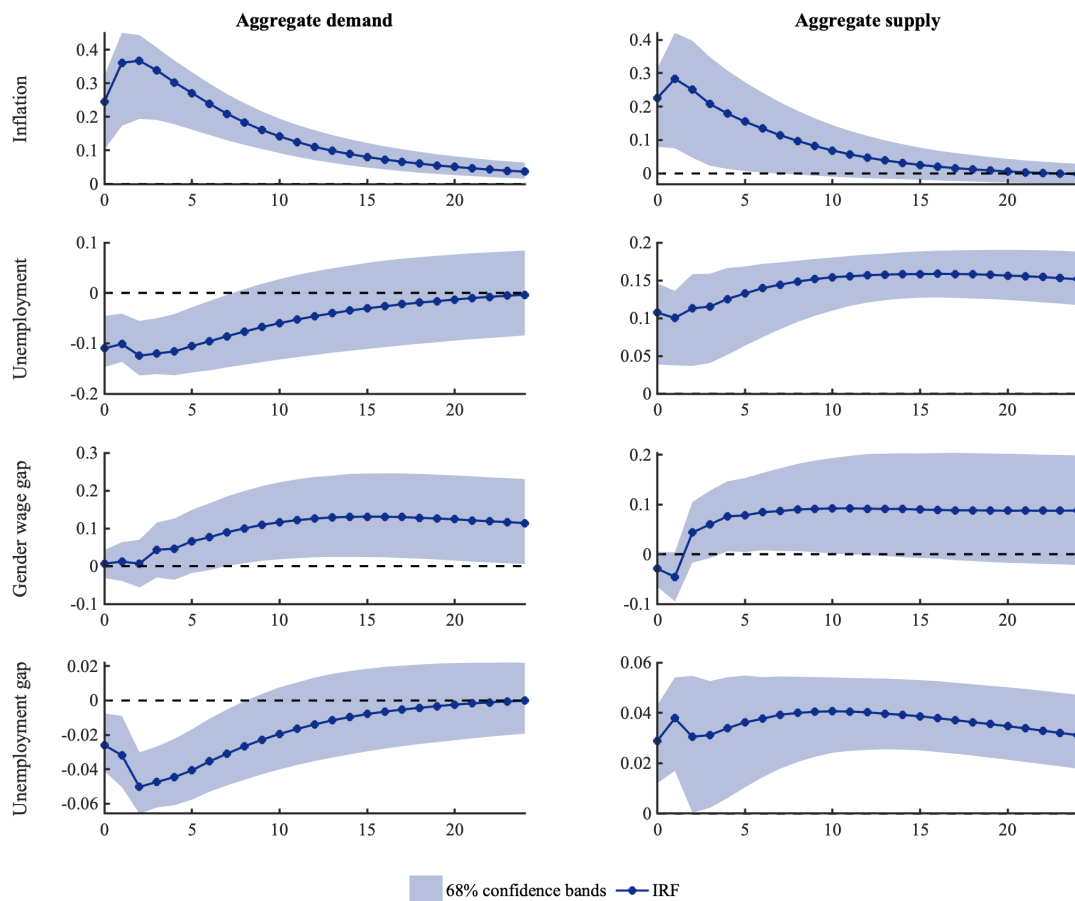 Aggregate demand Aggregate supply
Inflation
0.4 0.3 0.2 0.1 0
0 5 10 15 20
0.4 0.3 0.2 0.1 0
0 5 10 15 20
Unemployment
0.1 0 -0.1 -0.2
0 5 10 15 20
0.2 0.15 0.1 0.05 0
0 5 10 15 20
Gender wage gap
0.3 0.2 0.1 0 -0.1
0 5 10 15 20
0.2 0.1 0 -0.1
0 5 10 15 20
Unemployment gap
0.02 0 -0.02 -0.04 -0.06
0 5 10 15 20
0.06 0.04 0.02 0
0 5 10 15 20
68% confidence bands IRF